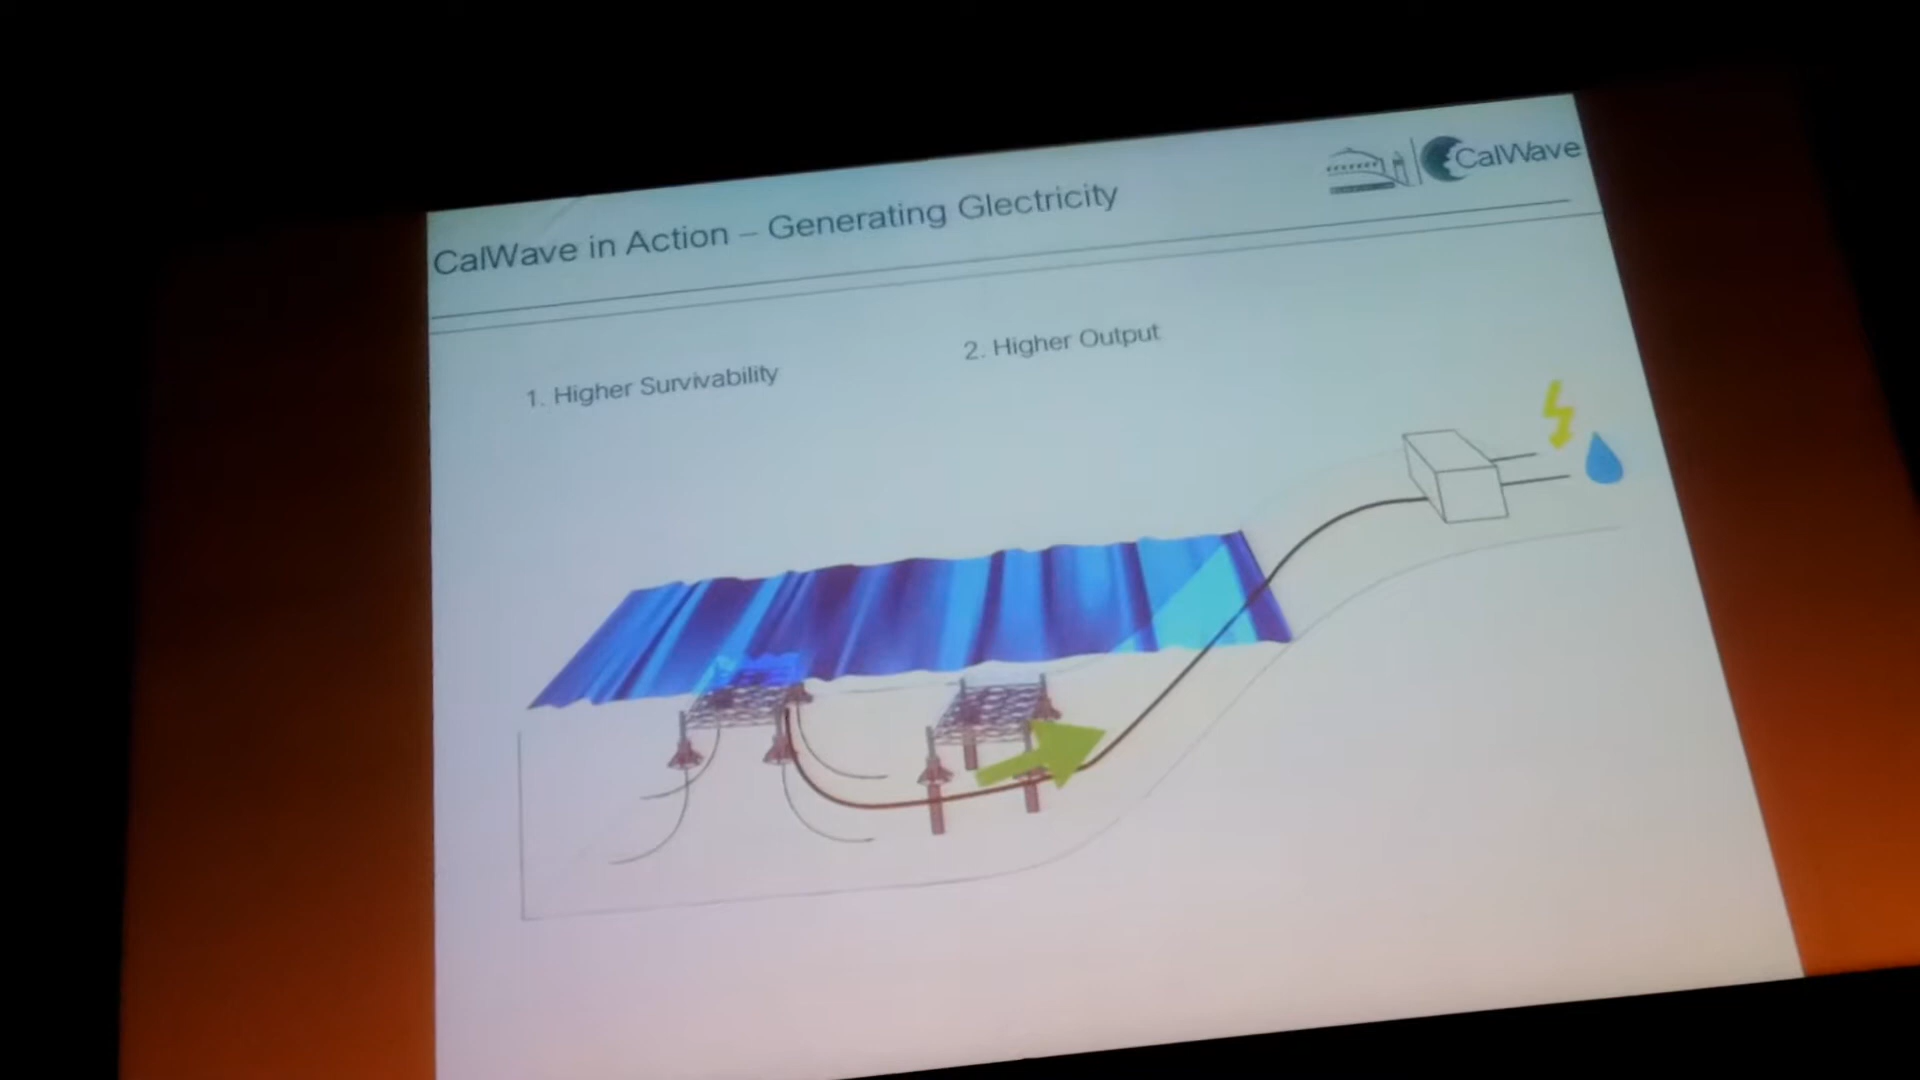 CalWave
CalWave in Action – Generating Glectricity
1. Higher Survivability
2. Higher Output